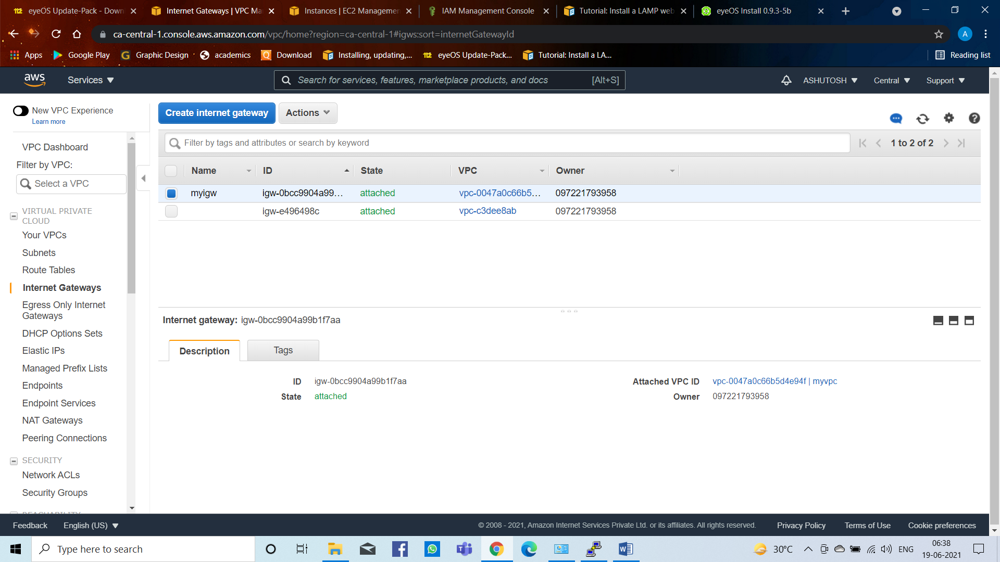 eyeOS Update-Pack - Down
Internet Gateways | VPC Ma
Instances | EC2 Managemen
IAM Management Console
Tutorial: Install a LAMP web
eyeOS Install 0.9.3-5b
ca-central-1.console.aws.amazon.com/vpc/home?region=ca-central-1#igws:sort=internetGatewayId
A
Apps
Google Play
Graphic Design
academics
Download
Installing, updating,...
eyeOS Update-Pack...
Tutorial: Install a LA...
Reading list
aws
Services
Search for services, features, marketplace products, and docs
[Alt+S]
ASHUTOSH
Central
Support
New VPC Experience
Learn more
VPC Dashboard
Filter by VPC:
Select a VPC
VIRTUAL PRIVATE
CLOUD
Your VPCs
Subnets
Route Tables
Internet Gateways
Egress Only Internet
Gateways
DHCP Options Sets
Elastic IPs
Managed Prefix Lists
Endpoints
Endpoint Services
NAT Gateways
Peering Connections
SECURITY
Network ACLs
Security Groups
REACHABILITY
Create internet gateway
Actions
Filter by tags and attributes or search by keyword
1 to 2 of 2
Name ID State VPC Owner
myigw igw-0bcc9904a99... attached vpc-0047a0c66b5... 097221793958
igw-e496498c attached vpc-c3dee8ab 097221793958
Internet gateway: igw-0bcc9904a99b1f7aa
Description
Tags
ID igw-0bcc9904a99b1f7aa
Attached VPC ID vpc-0047a0c66b5d4e94f | myvpc
State attached
Owner 097221793958
Feedback
English (US)
© 2008 - 2021, Amazon Internet Services Private Ltd. or its affiliates. All rights reserved.
Privacy Policy
Terms of Use
Cookie preferences
Type here to search
30°C
ENG
06:38
19-06-2021